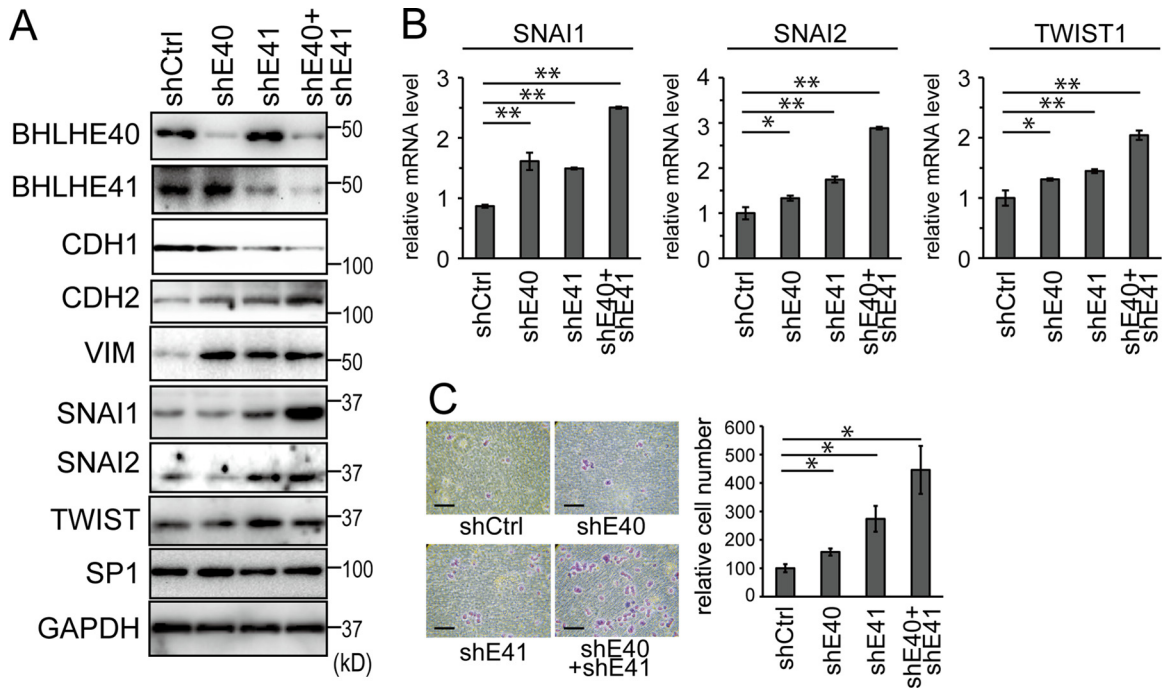 A
shCtrl
shE40
shE41
shE40+
shE41
BHLHE40
50
BHLHE41
50
CDH1
100
CDH2
100
VIM
50
SNAI1
37
SNAI2
37
TWIST
37
SP1
100
GAPDH
37
(kD)
B
SNAI1
relative mRNA level
3
2
1
0
**
**
**
shCtrl
shE40
shE41
shE40+
shE41
SNAI2
relative mRNA level
4
3
2
1
0
**
**
*
shCtrl
shE40
shE41
shE40+
shE41
TWIST1
relative mRNA level
3
2
1
0
**
**
*
shCtrl
shE40
shE41
shE40+
shE41
C
shCtrl
shE40
shE41
shE40
+shE41
relative cell number
600
500
400
300
200
100
0
*
*
*
shCtrl
shE40
shE41
shE40+
shE41